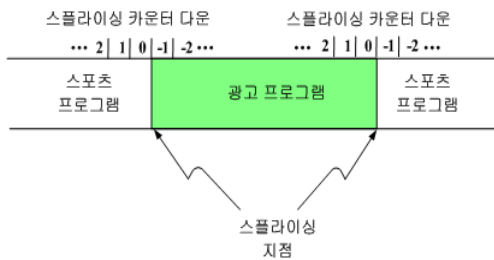 스플라이싱 카운터 다운
스플라이싱 카운터 다운
••• 2 1 0 -1 -2 •••
••• 2 1 0 -1 -2 •••
스포츠
프로그램
광고 프로그램
스포츠
프로그램
스플라이싱
지점